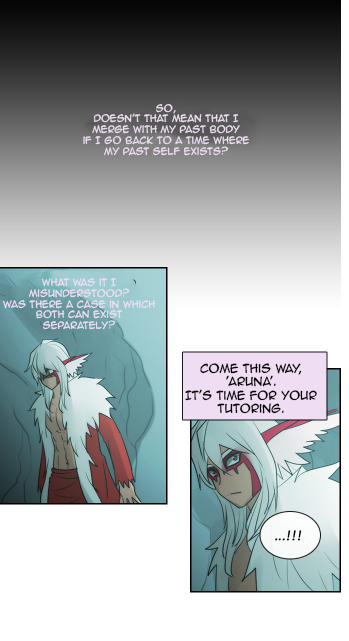 SO,
DOESN'T THAT MEAN THAT I
MERGE WITH MY PAST BODY
IF I GO BACK TO A TIME WHERE
MY PAST SELF EXISTS?
WHAT WAS IT I
MISUNDERSTOOD?
WAS THERE A CASE IN WHICH
BOTH CAN EXIST
SEPARATELY?
COME THIS WAY,
'ARUNA'.
IT'S TIME FOR YOUR
TUTORING.
...!!!